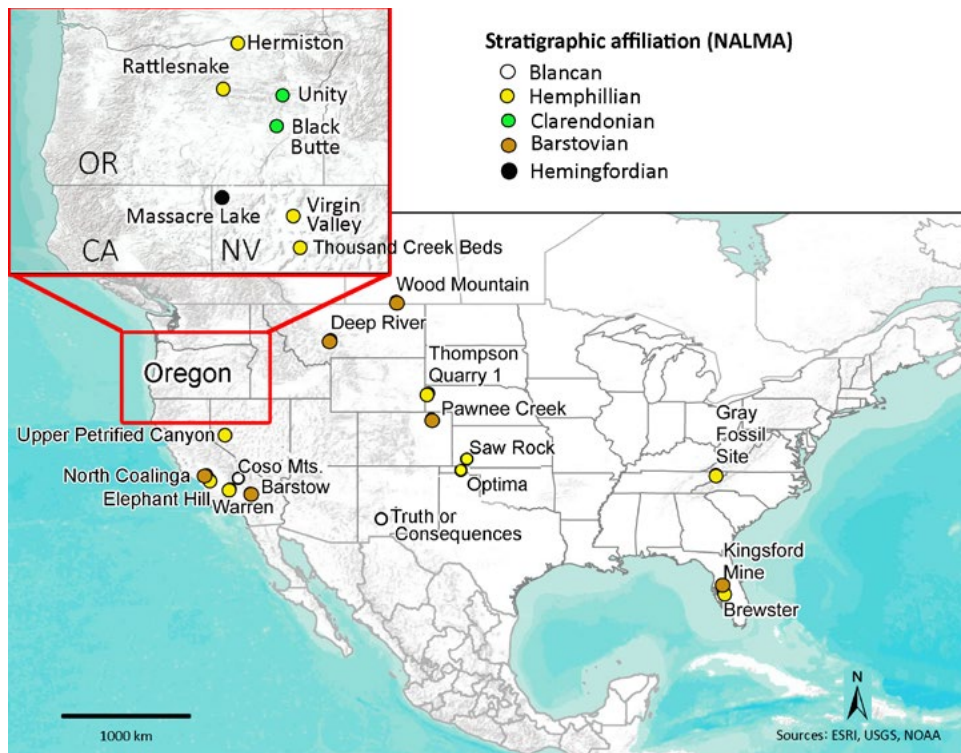 Hermiston
Rattlesnake
Unity
Black
Butte
OR
Massacre Lake
Virgin
Valley
CA
NV
Thousand Creek Beds
Stratigraphic affiliation (NALMA)
Blancan
Hemphillian
Clarendonian
Barstovian
Hemingfordian
Wood Mountain
Deep River
Oregon
Thompson
Quarry 1
Pawnee Creek
Gray
Fossil
Site
Upper Petrified Canyon
Saw Rock
North Coalinga
Coso Mts.
Optima
Elephant Hill
Barstow
Warren
Truth or
Consequences
Kingsford
Mine
Brewster
N
1000 km
Sources: ESRI, USGS, NOAA